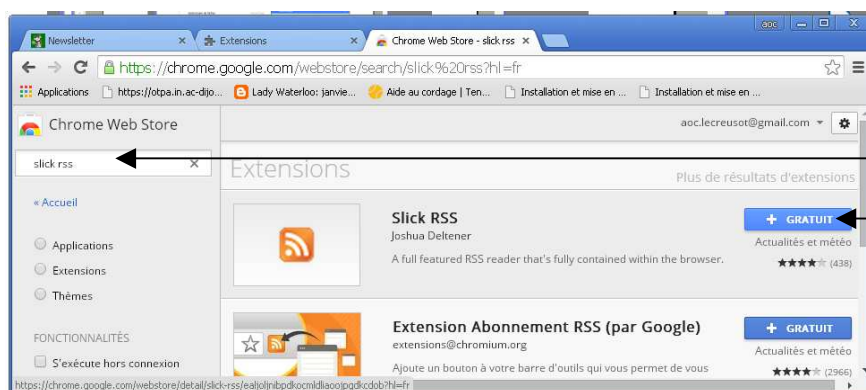 aoc
Newsletter
Extensions
Chrome Web Store - slick rss
https://chrome.google.com/webstore/search/slick%20rss?hl=fr
Applications
https://otpa.in.ac-dijo...
Lady Waterloo: janvie...
Aide au cordage | Ten...
Installation et mise en ...
Installation et mise en ...
Chrome Web Store
aoc.lecreusot@gmail.com
slick rss
Extensions
Plus de résultats d'extensions
« Accueil
Applications
Extensions
Thèmes
FONCTIONNALITÉS
S'exécute hors connexion
Slick RSS
Joshua Deltener
A full featured RSS reader that's fully contained within the browser.
+ GRATUIT
Actualités et météo
(438)
Extension Abonnement RSS (par Google)
extensions@chromium.org
Ajoute un bouton à votre barre d'outils qui vous permet de vous
+ GRATUIT
Actualités et météo
(2966)